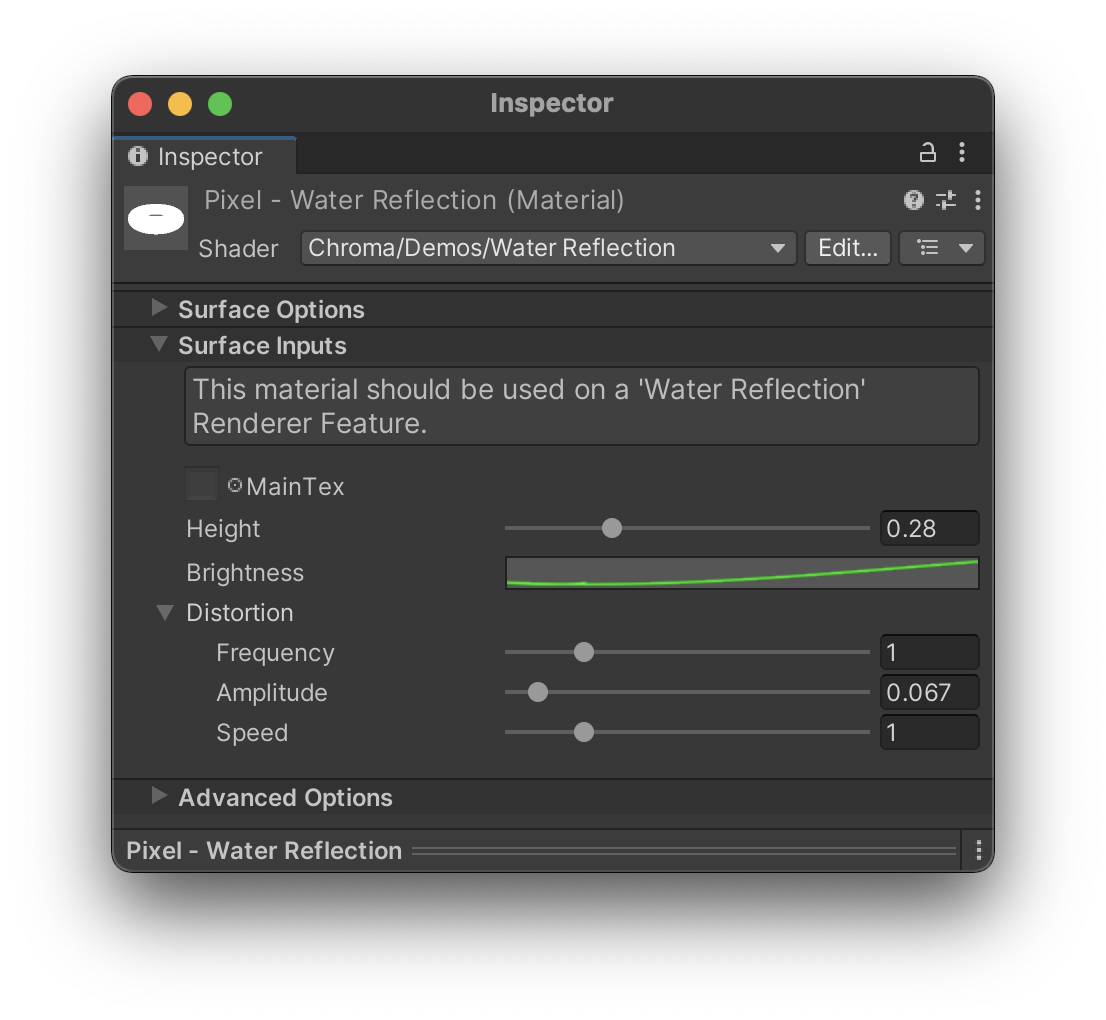 Inspector
Inspector
Pixel - Water Reflection (Material)
Shader Chroma/Demos/Water Reflection Edit...
Surface Options
Surface Inputs
This material should be used on a 'Water Reflection'
Renderer Feature.
MainTex
Height 0.28
Brightness
Distortion
Frequency 1
Amplitude 0.067
Speed 1
Advanced Options
Pixel - Water Reflection